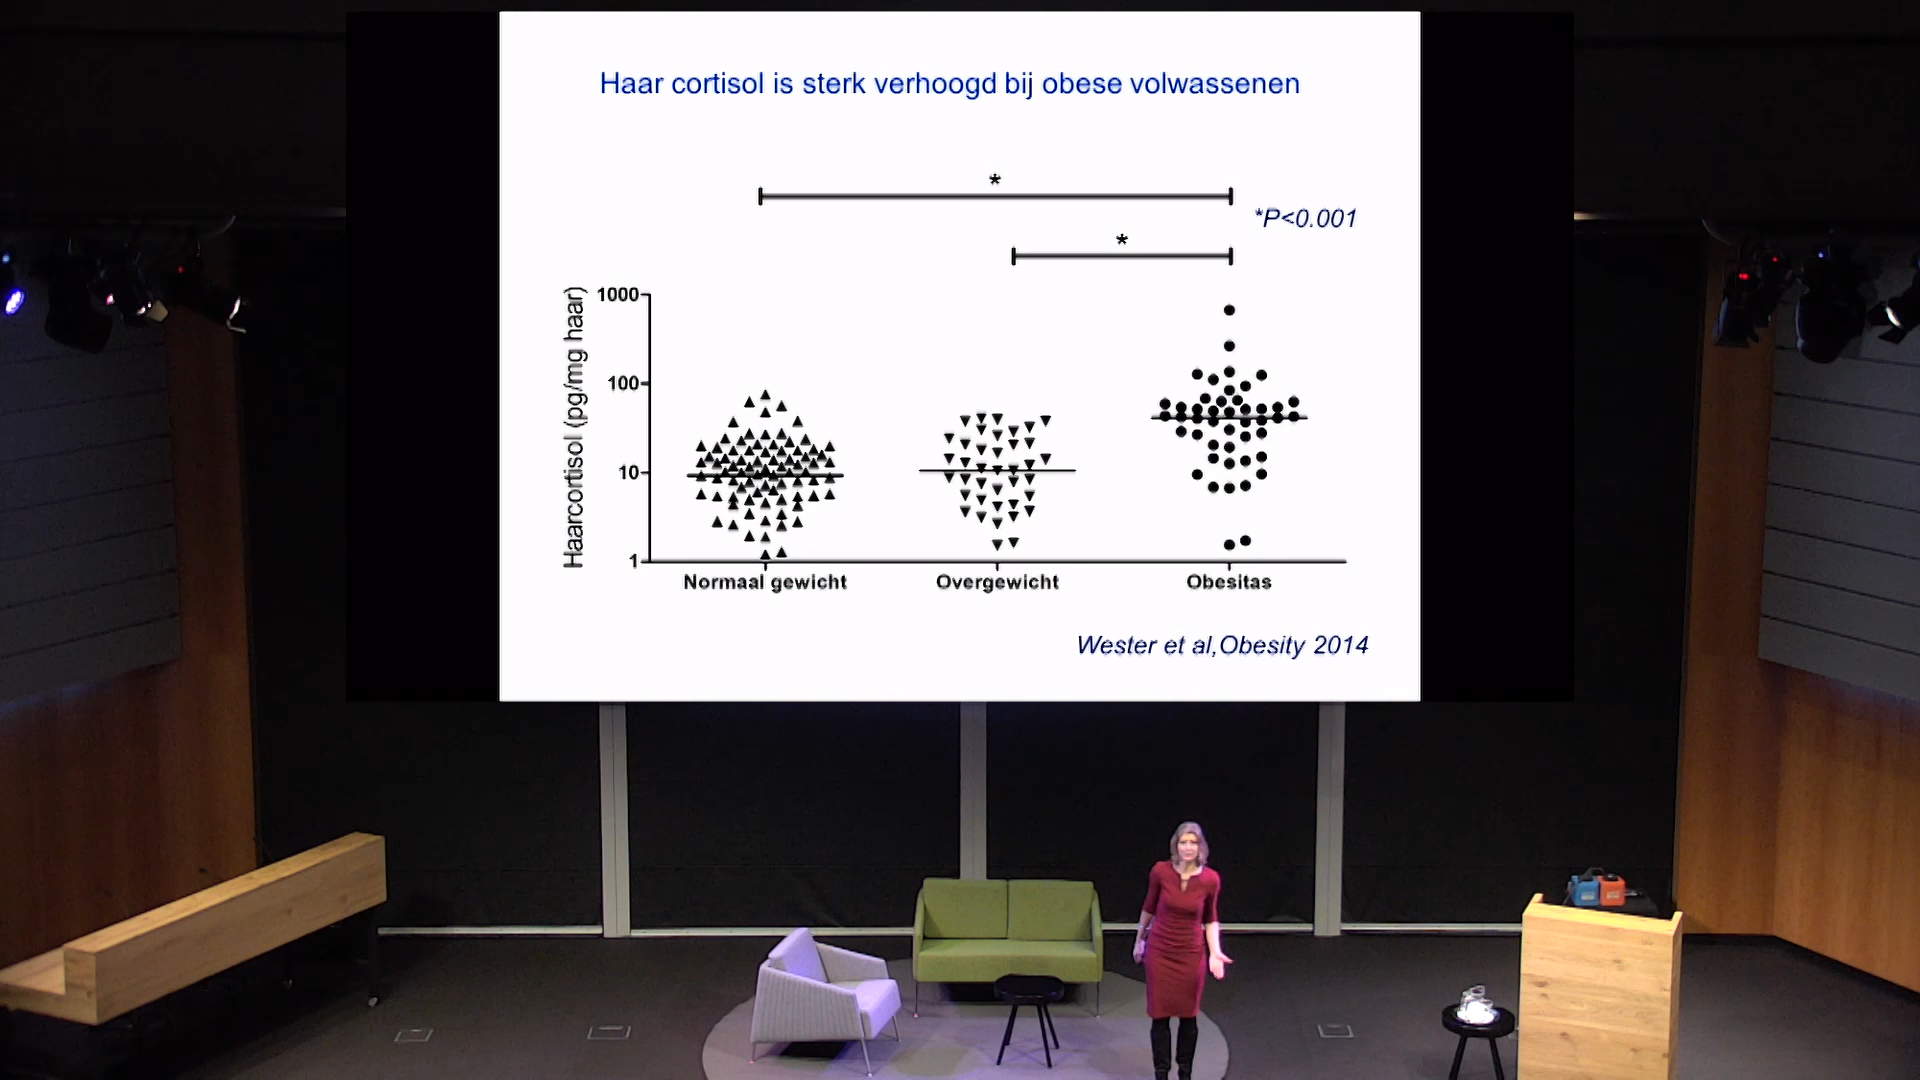 Haar cortisol is sterk verhoogd bij obese volwassenen
*
*P<0.001
*
Haarcortisol (pg/mg haar)
1000
100
10
1
Normaal gewicht
Overgewicht
Obesitas
Wester et al,Obesity 2014